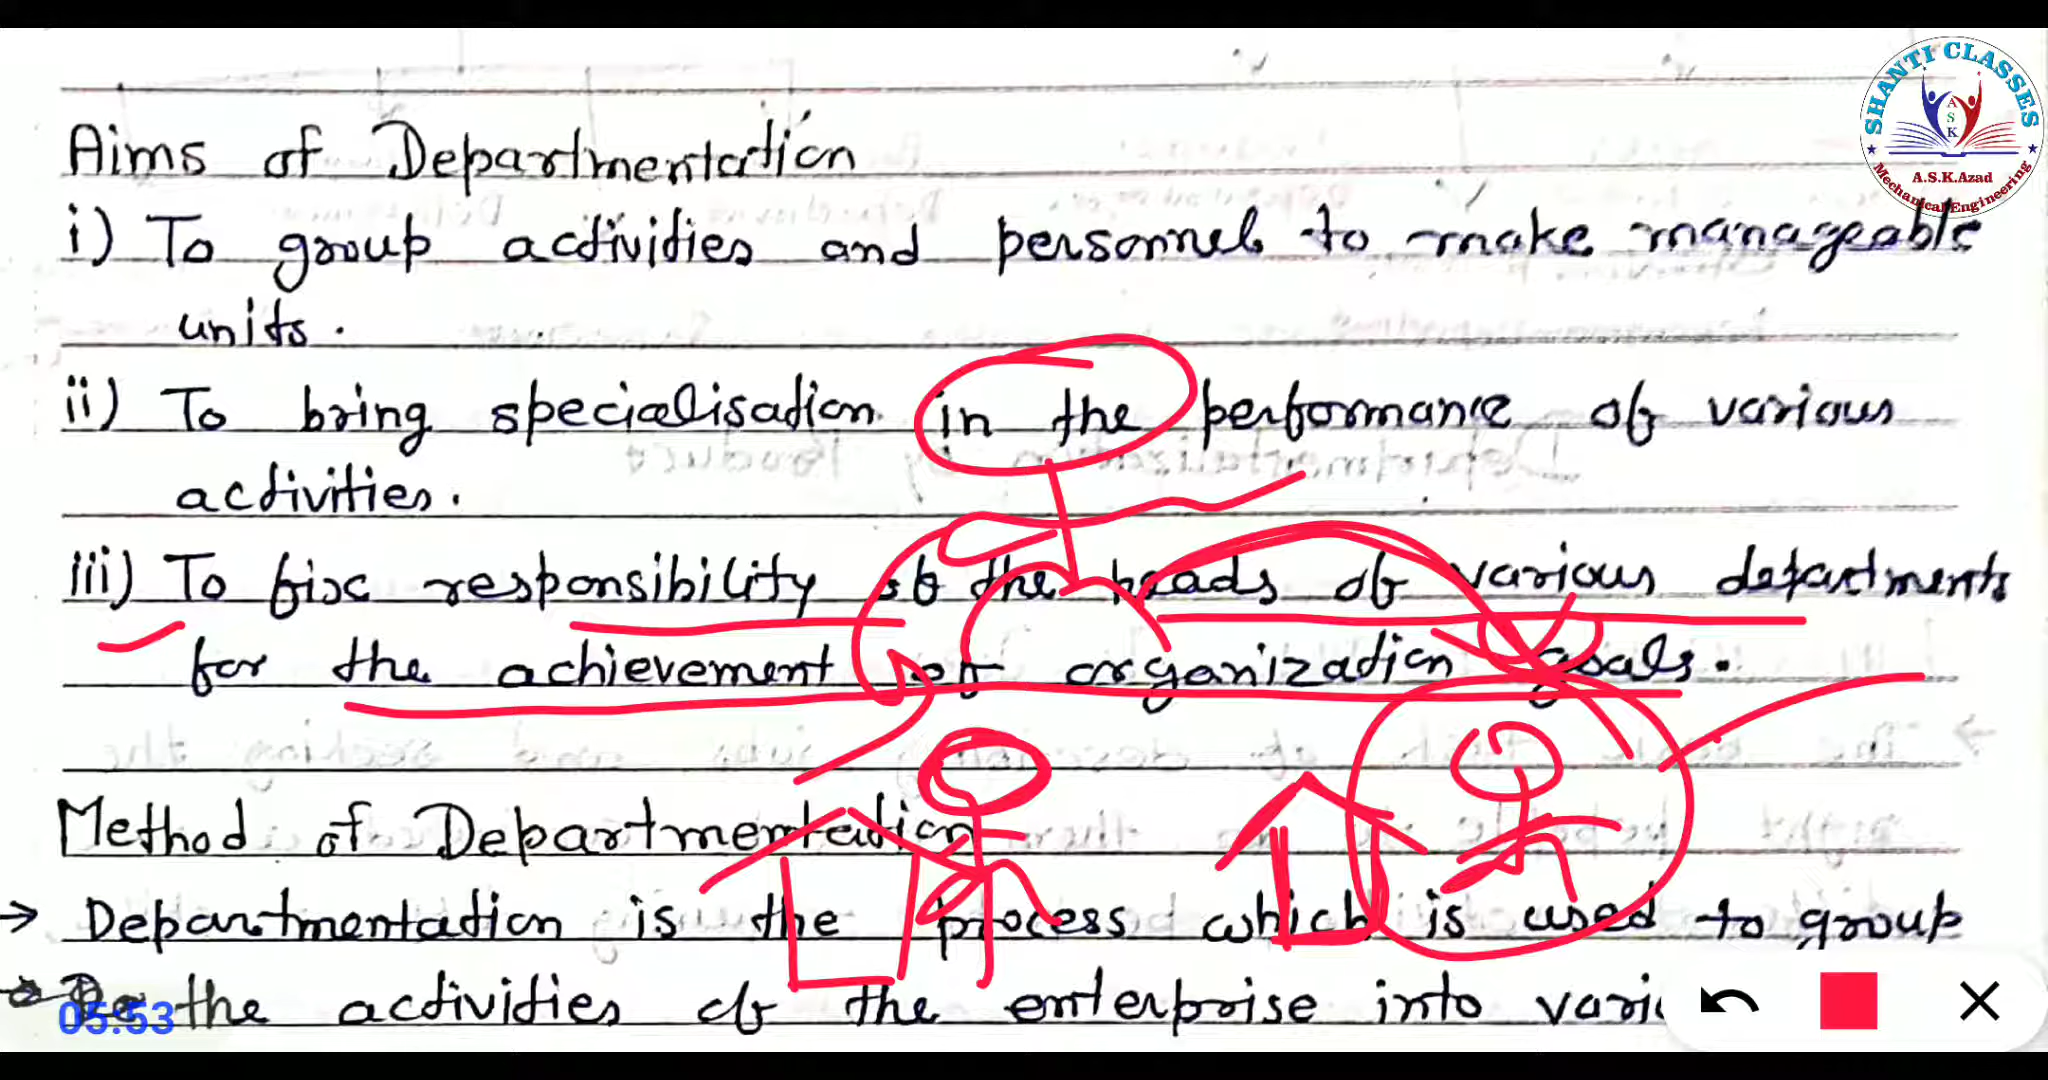 SHANTI CLASSES
A
S
K
A.S.K.Azad
Mechanical Engineering
Aims of Departmentation
i) To group activities and personnel to make manageable
units.
ii) To bring specialisation in the performance of various
activities.
iii) To fix responsibility of the heads of various departments
for the achievement of organization goals.
Method of Departmentation
→ Departmentation is the process which is used to group
the activities of the enterprise into
05:53